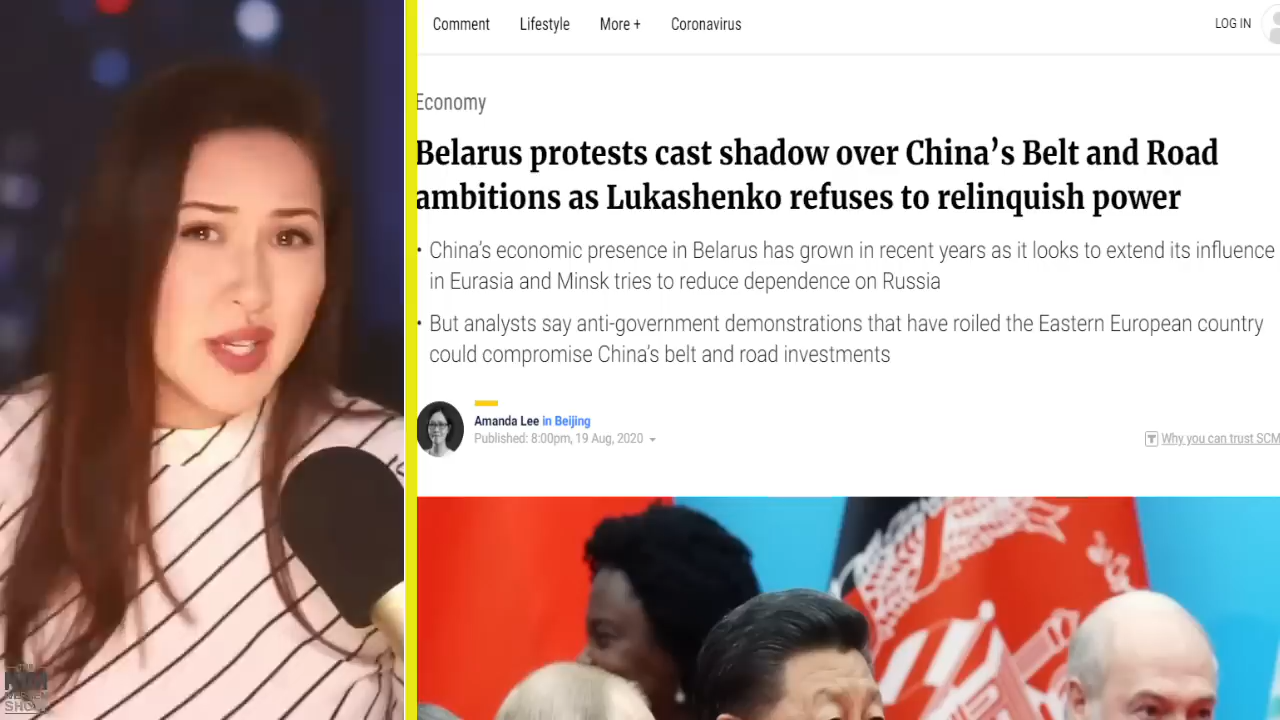 Comment Lifestyle More + Coronavirus LOG IN
Economy
Belarus protests cast shadow over China’s Belt and Road
ambitions as Lukashenko refuses to relinquish power
• China’s economic presence in Belarus has grown in recent years as it looks to extend its influence
in Eurasia and Minsk tries to reduce dependence on Russia
• But analysts say anti-government demonstrations that have roiled the Eastern European country
could compromise China’s belt and road investments
Amanda Lee in Beijing
Published: 8:00pm, 19 Aug, 2020
Why you can trust SCM
SHOW